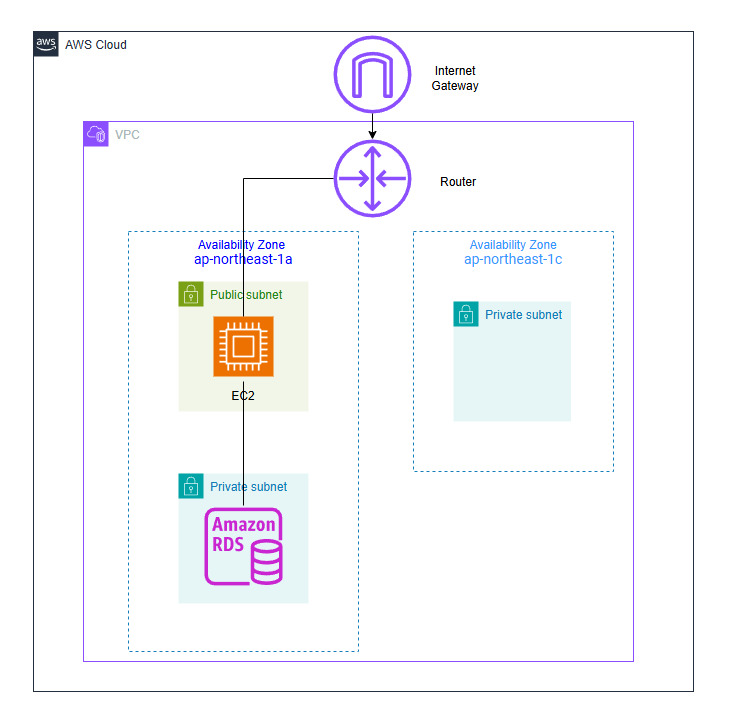 aws
AWS Cloud
Internet
Gateway
VPC
Router
Availability Zone
ap-northeast-1a
Availability Zone
ap-northeast-1c
Public subnet
Private subnet
EC2
Private subnet
Amazon
RDS